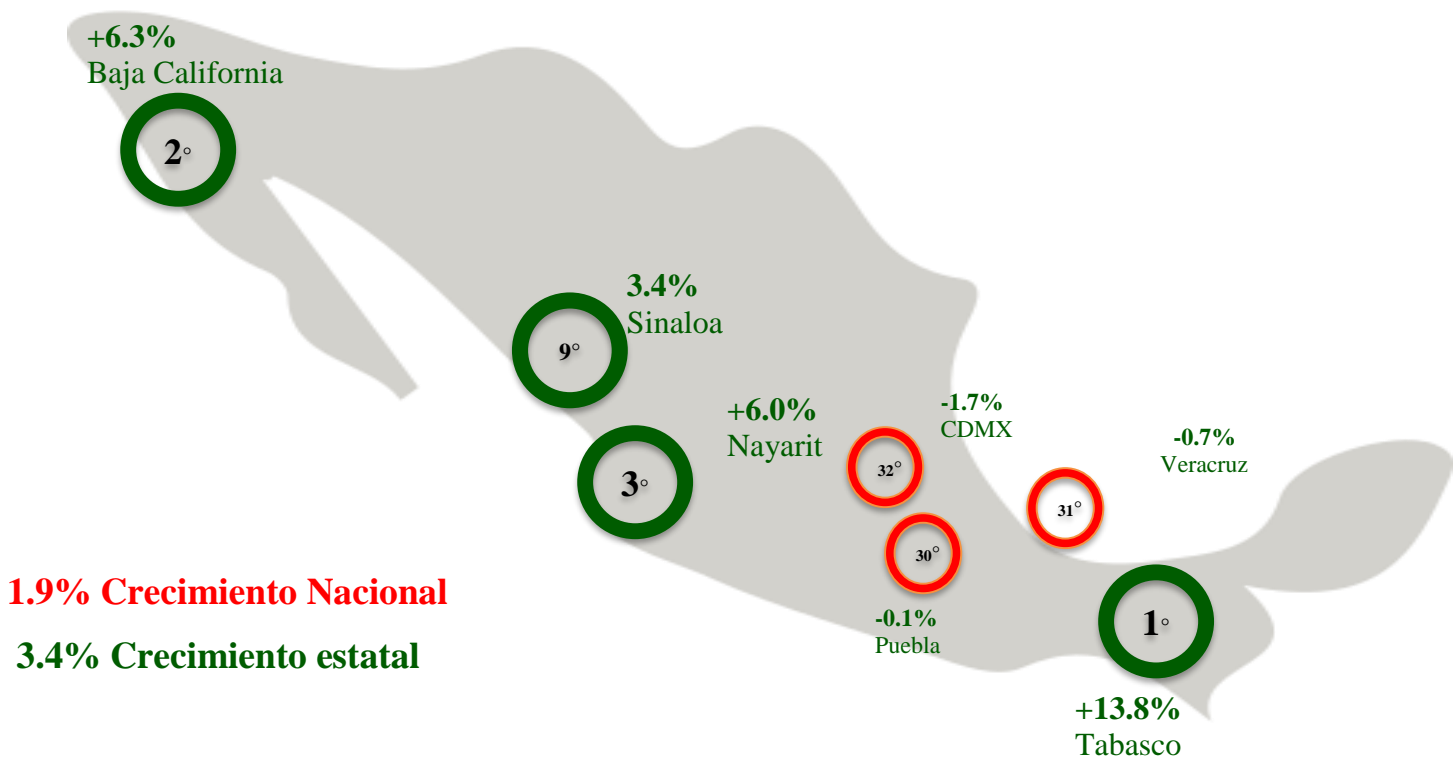 +6.3%
Baja California
2°
3.4%
Sinaloa
9°
+6.0%
Nayarit
3°
-1.7%
CDMX
32°
-0.7%
Veracruz
31°
30°
-0.1%
Puebla
1°
+13.8%
Tabasco
1.9% Crecimiento Nacional
3.4% Crecimiento estatal